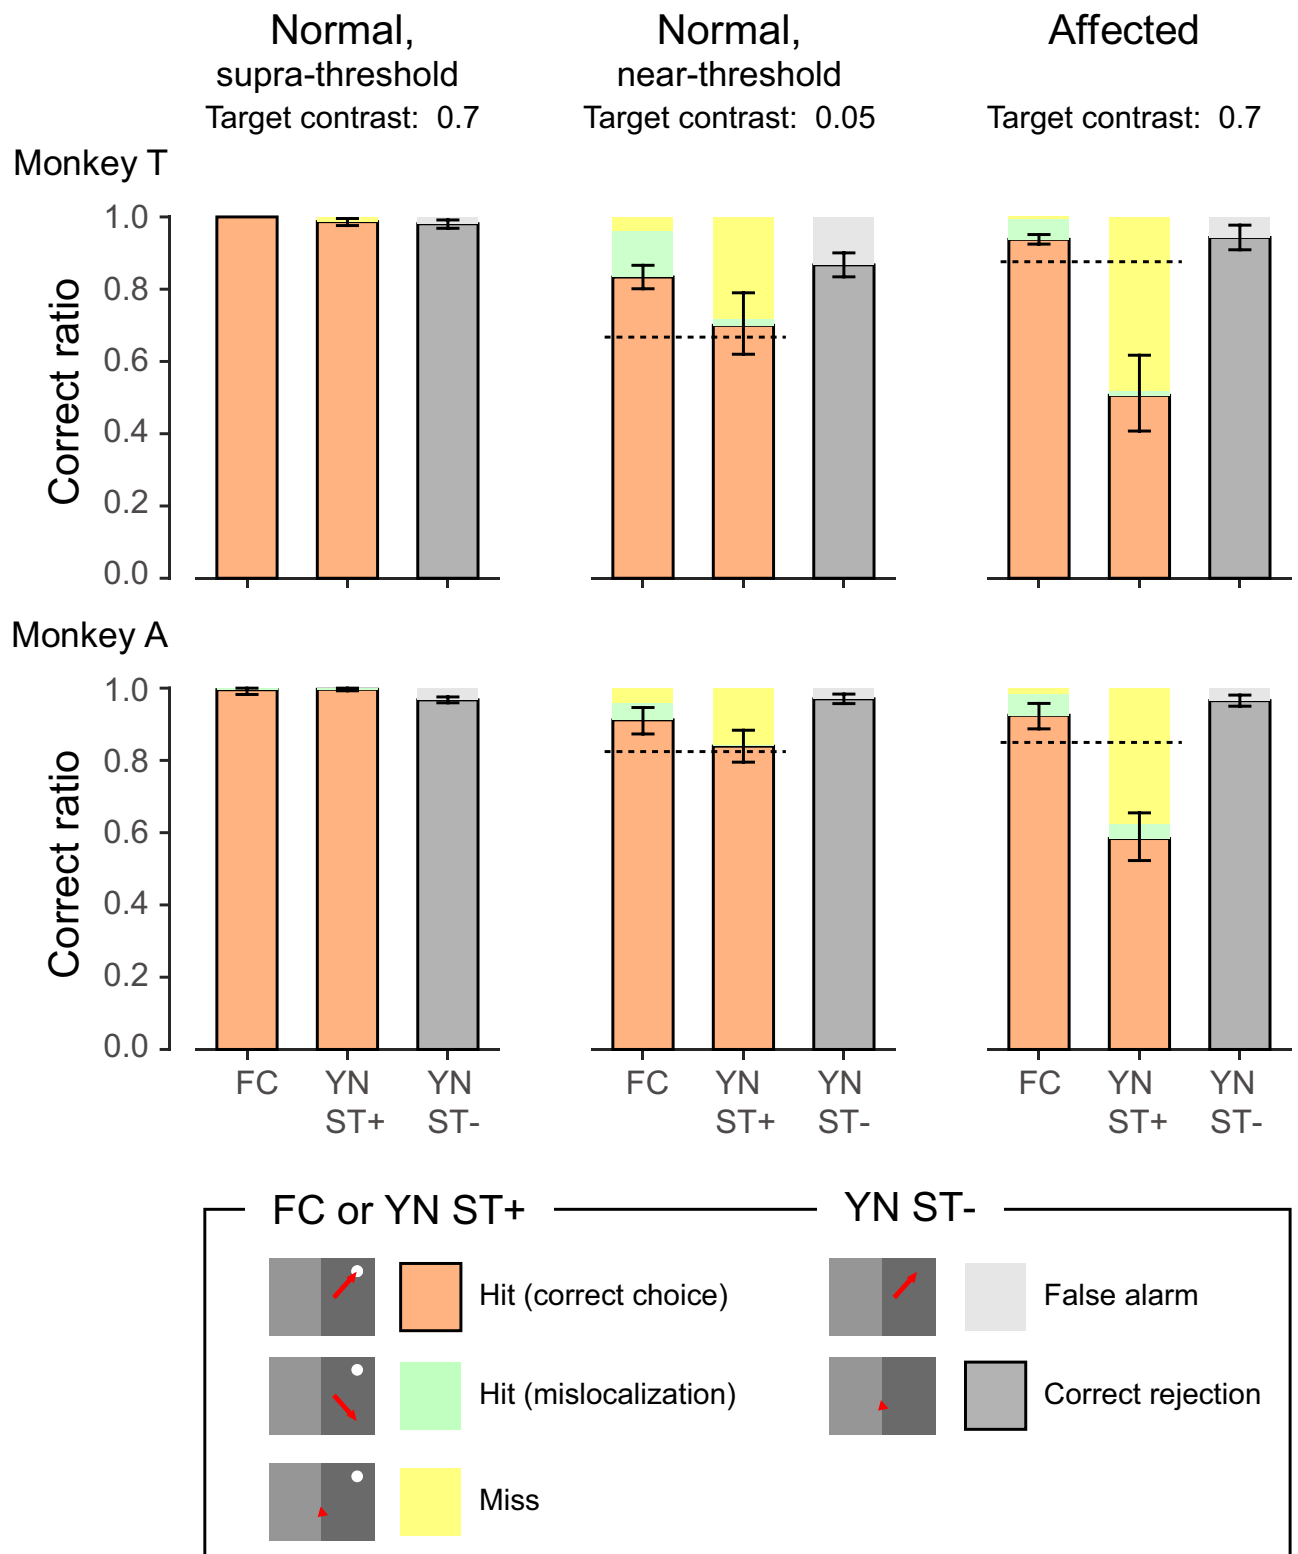 Normal, Normal, Affected
supra-threshold near-threshold
Target contrast: 0.7 Target contrast: 0.05 Target contrast: 0.7
Monkey T
Correct ratio
1.0
0.8
0.6
0.4
0.2
0.0
Monkey A
Correct ratio
1.0
0.8
0.6
0.4
0.2
0.0
FC YN YN FC YN YN FC YN YN
ST+ ST- ST+ ST- ST+ ST-
FC or YN ST+ YN ST-
Hit (correct choice) False alarm
Hit (mislocalization) Correct rejection
Miss